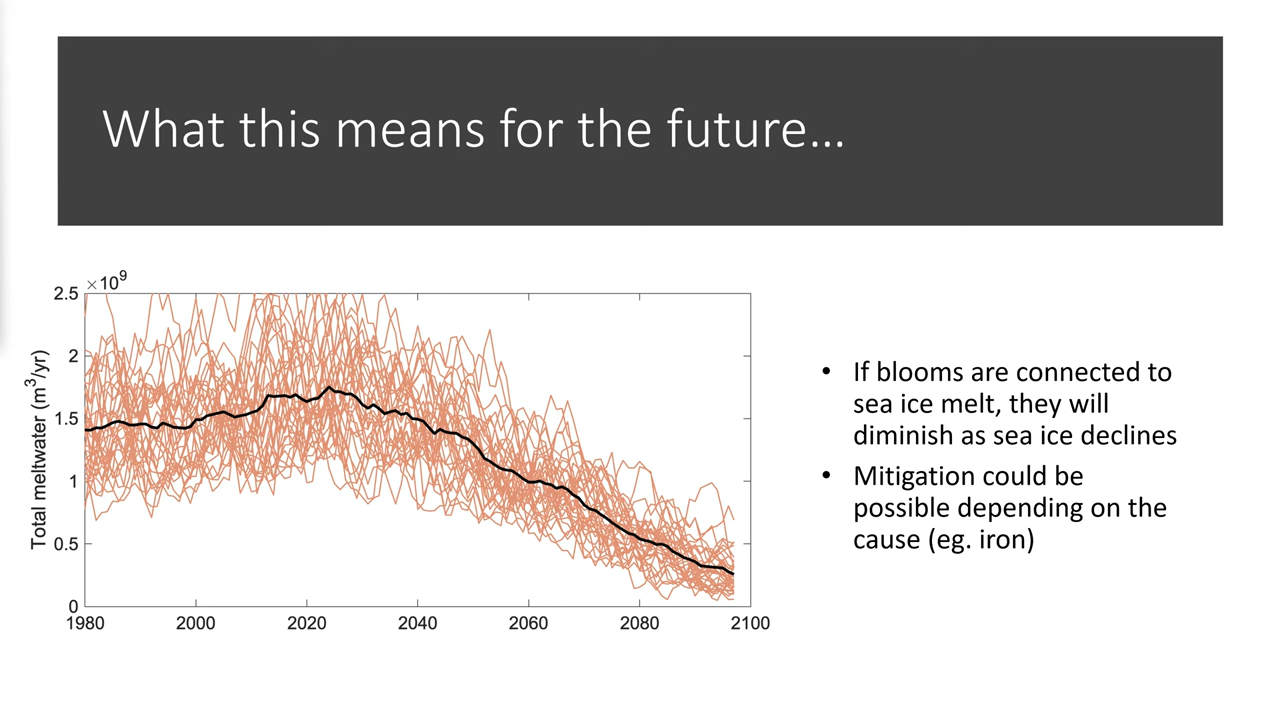 What this means for the future...
×10⁹
2.5
2
1.5
1
0.5
0
Total meltwater (m³/yr)
1980 2000 2020 2040 2060 2080 2100
• If blooms are connected to
sea ice melt, they will
diminish as sea ice declines
• Mitigation could be
possible depending on the
cause (eg. iron)